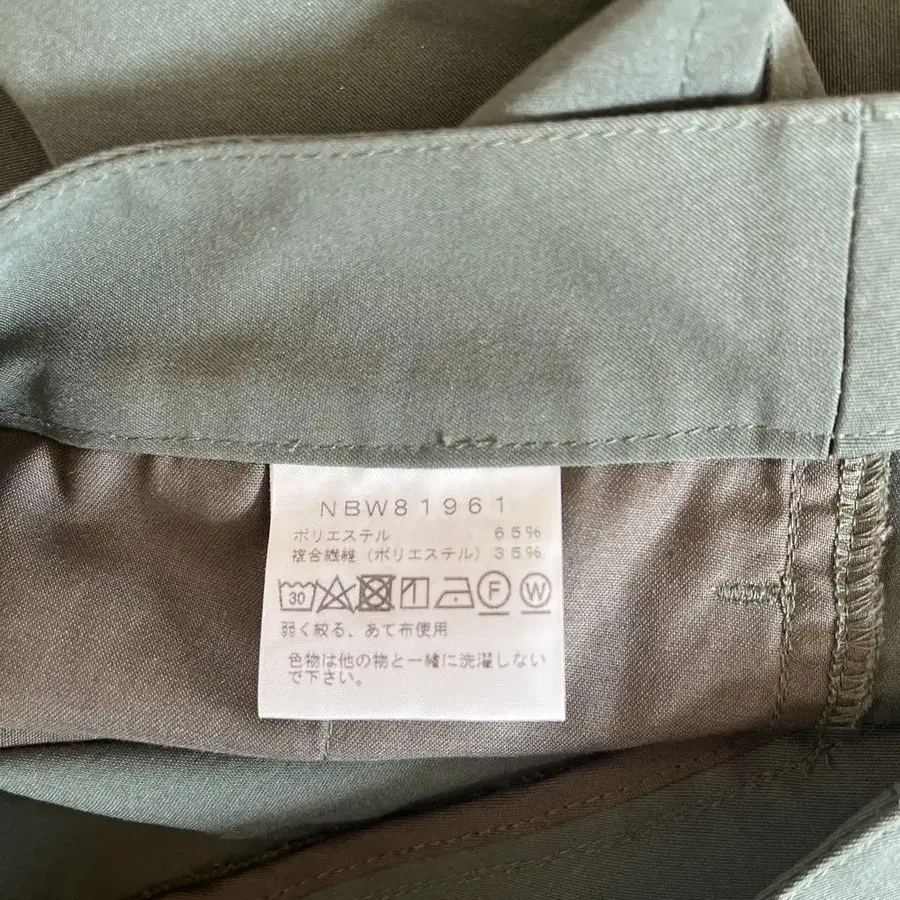 NBW81961
ポリエステル 65%
複合繊維 (ポリエステル) 35%
30 F W
弱く絞る、あて布使用
色物は他の物と一緒に洗濯しない
で下さい。